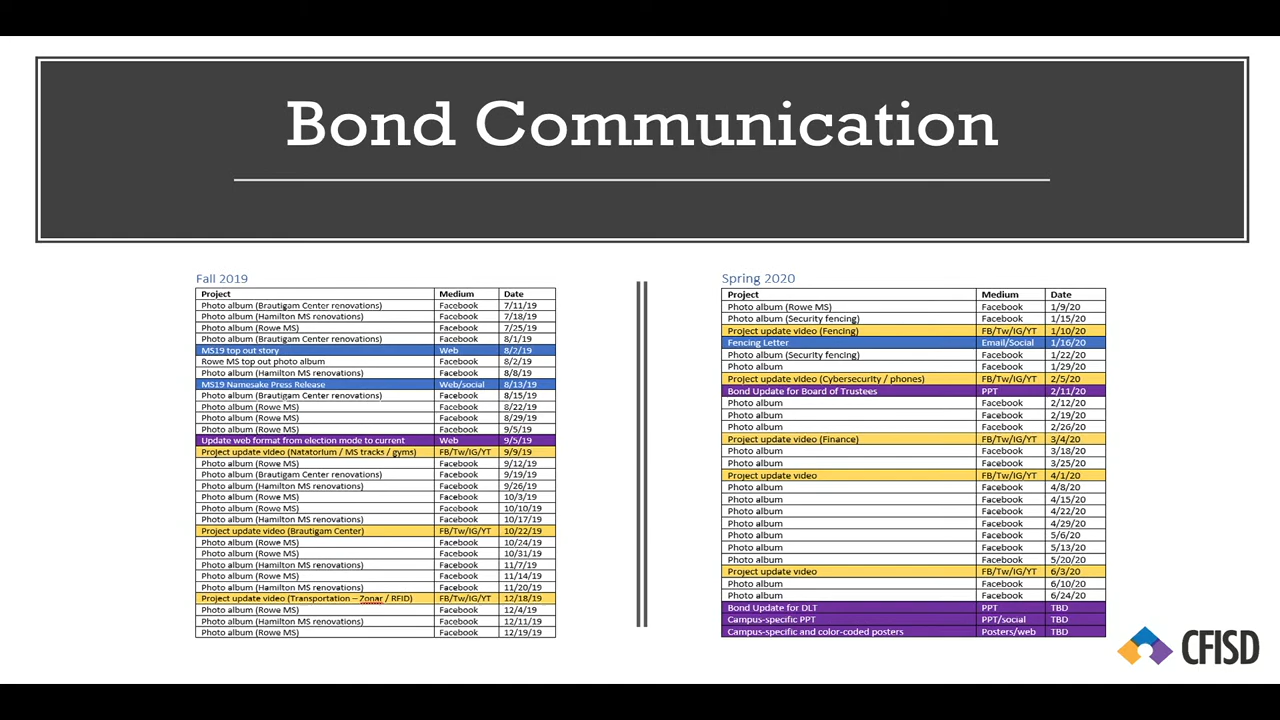 Bond Communication
Fall 2019
Project Medium Date
Photo album (Brautigam Center renovations) Facebook 7/11/19
Photo album (Hamilton MS renovations) Facebook 7/18/19
Photo album (Rowe MS) Facebook 7/25/19
Photo album (Brautigam Center renovations) Facebook 8/1/19
MS19 top out story Web 8/2/19
Rowe MS top out photo album Facebook 8/2/19
Photo album (Hamilton MS renovations) Facebook 8/8/19
MS19 Namesake Press Release Web/social 8/13/19
Photo album (Brautigam Center renovations) Facebook 8/15/19
Photo album (Rowe MS) Facebook 8/22/19
Photo album (Rowe MS) Facebook 8/29/19
Photo album (Rowe MS) Facebook 9/5/19
Update web format from election mode to current Web 9/5/19
Project update video (Natatorium / MS tracks / gyms) FB/Tw/IG/YT 9/9/19
Photo album (Rowe MS) Facebook 9/12/19
Photo album (Brautigam Center renovations) Facebook 9/19/19
Photo album (Hamilton MS renovations) Facebook 9/26/19
Photo album (Rowe MS) Facebook 10/3/19
Photo album (Rowe MS) Facebook 10/10/19
Photo album (Hamilton MS renovations) Facebook 10/17/19
Project update video (Brautigam Center) FB/Tw/IG/YT 10/22/19
Photo album (Rowe MS) Facebook 10/24/19
Photo album (Rowe MS) Facebook 10/31/19
Photo album (Hamilton MS renovations) Facebook 11/7/19
Photo album (Rowe MS) Facebook 11/14/19
Photo album (Hamilton MS renovations) Facebook 11/20/19
Project update video (Transportation – Zonar / RFID) FB/Tw/IG/YT 12/18/19
Photo album (Rowe MS) Facebook 12/4/19
Photo album (Hamilton MS renovations) Facebook 12/11/19
Photo album (Rowe MS) Facebook 12/19/19
Spring 2020
Project Medium Date
Photo album (Rowe MS) Facebook 1/9/20
Photo album (Security fencing) Facebook 1/15/20
Project update video (Fencing) FB/Tw/IG/YT 1/10/20
Fencing Letter Email/Social 1/16/20
Photo album (Security fencing) Facebook 1/22/20
Photo album Facebook 1/29/20
Project update video (Cybersecurity / phones) FB/Tw/IG/YT 2/5/20
Bond Update for Board of Trustees PPT 2/11/20
Photo album Facebook 2/12/20
Photo album Facebook 2/19/20
Photo album Facebook 2/26/20
Project update video (Finance) FB/Tw/IG/YT 3/4/20
Photo album Facebook 3/18/20
Photo album Facebook 3/25/20
Project update video FB/Tw/IG/YT 4/1/20
Photo album Facebook 4/8/20
Photo album Facebook 4/15/20
Photo album Facebook 4/22/20
Photo album Facebook 4/29/20
Photo album Facebook 5/6/20
Photo album Facebook 5/13/20
Photo album Facebook 5/20/20
Project update video FB/Tw/IG/YT 6/3/20
Photo album Facebook 6/10/20
Photo album Facebook 6/24/20
Bond Update for DLT PPT TBD
Campus-specific PPT PPT/social TBD
Campus-specific and color-coded posters Posters/web TBD
CFISD